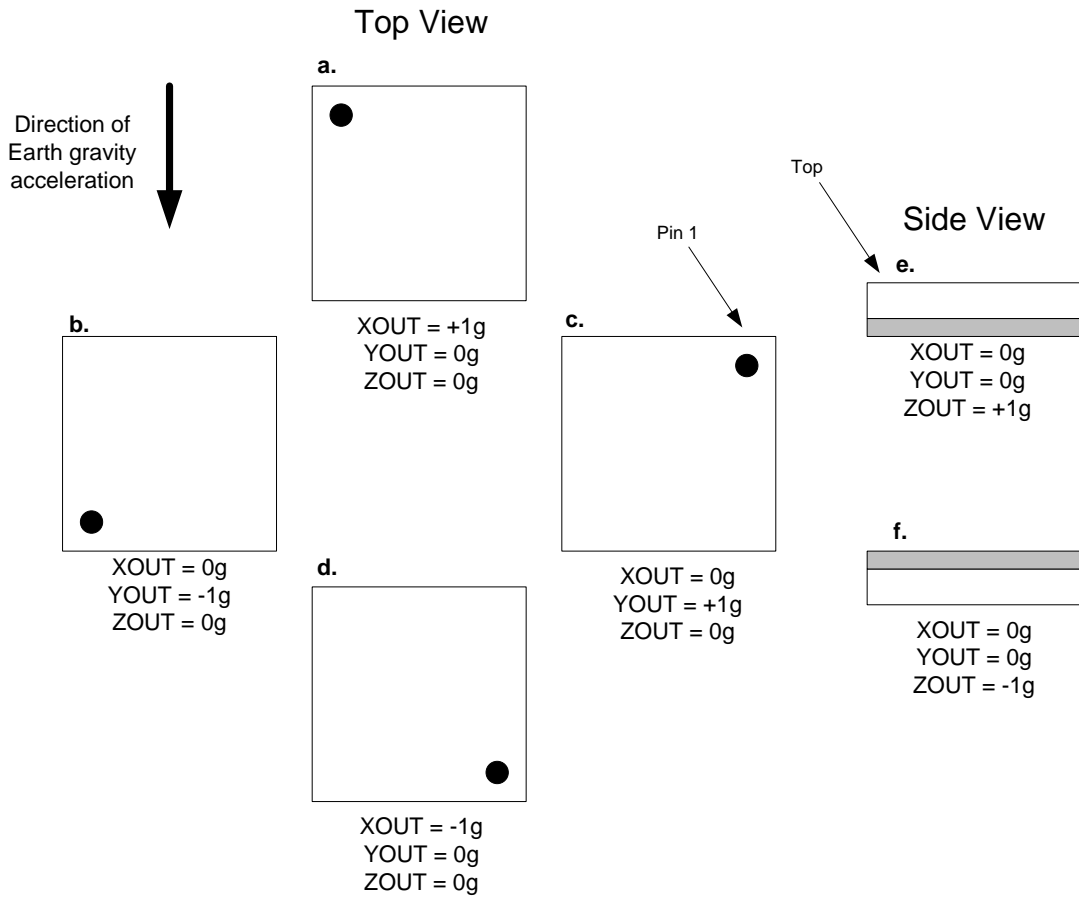 Top View
a.
Direction of
Earth gravity
acceleration
XOUT = +1g
YOUT = 0g
ZOUT = 0g
b.
XOUT = 0g
YOUT = -1g
ZOUT = 0g
Pin 1
c.
XOUT = 0g
YOUT = +1g
ZOUT = 0g
d.
XOUT = -1g
YOUT = 0g
ZOUT = 0g
Top
Side View
e.
XOUT = 0g
YOUT = 0g
ZOUT = +1g
f.
XOUT = 0g
YOUT = 0g
ZOUT = -1g